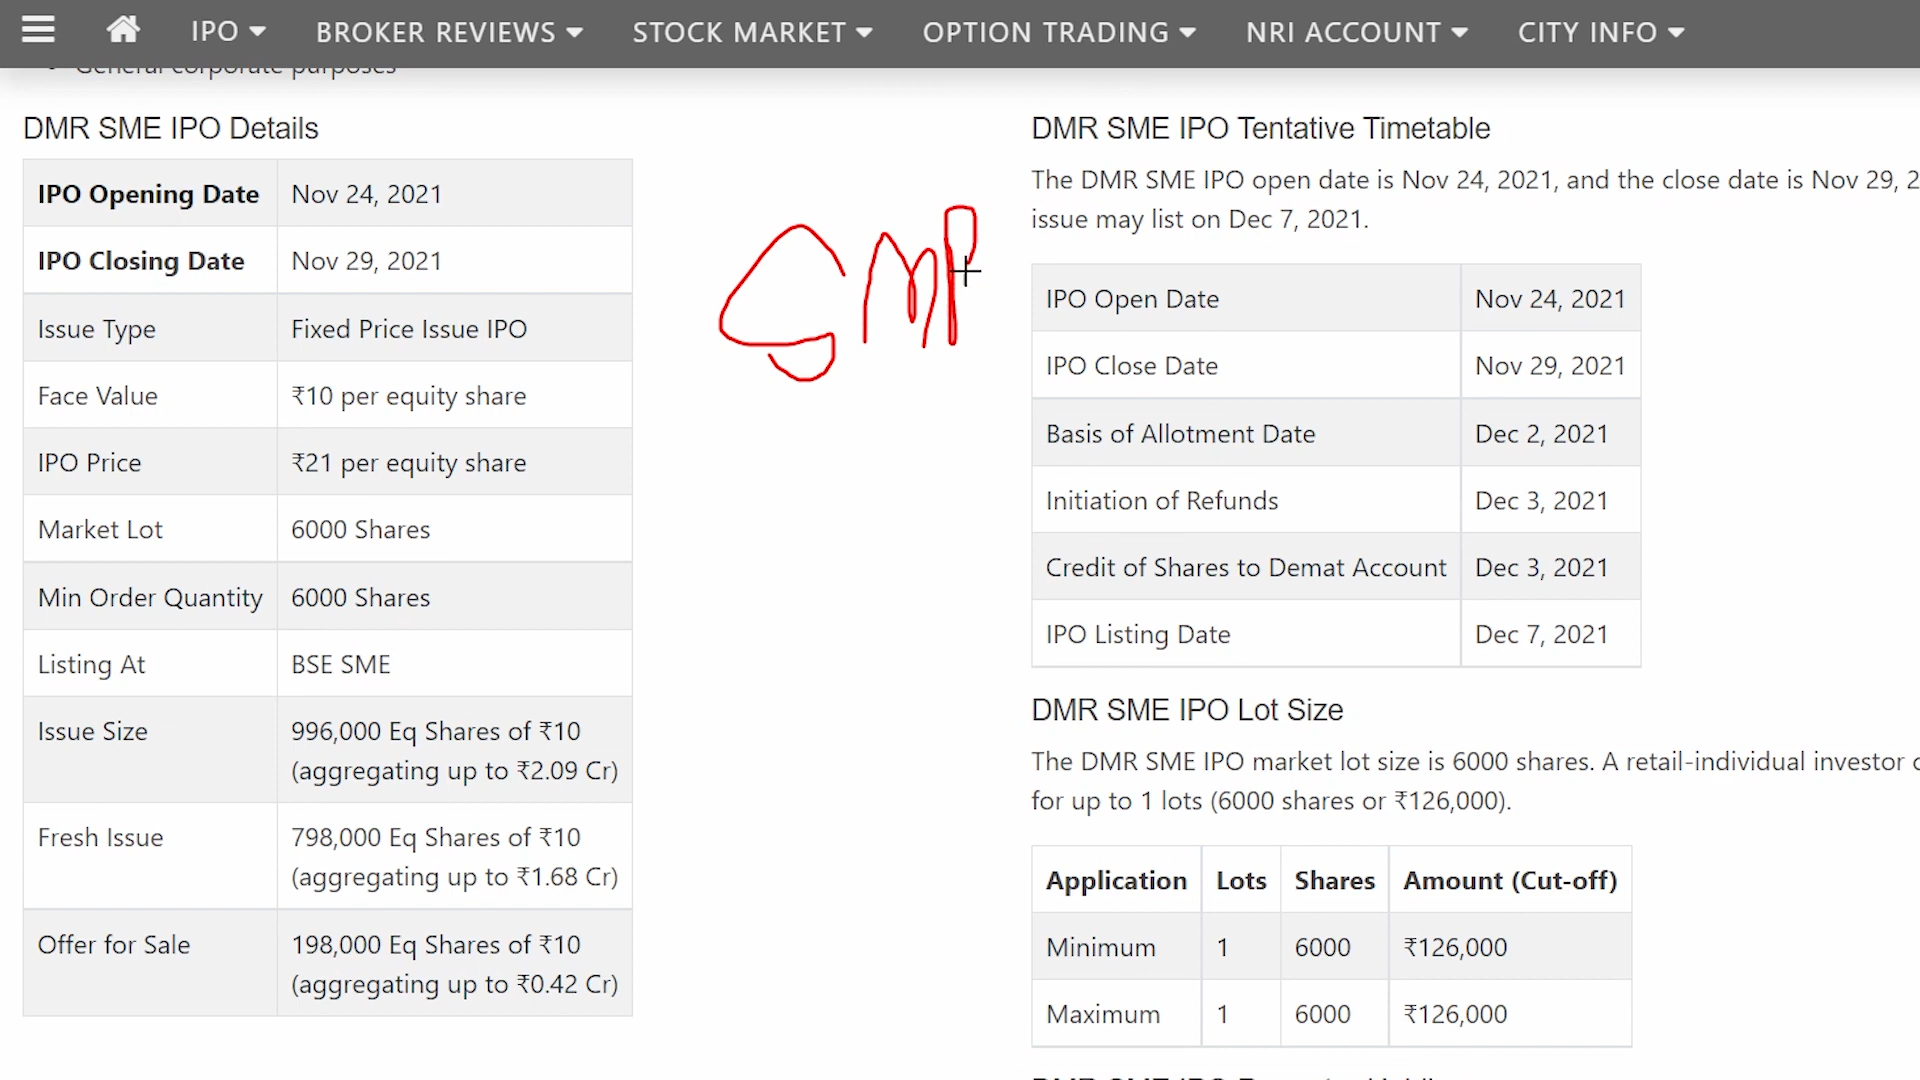 IPO BROKER REVIEWS STOCK MARKET OPTION TRADING NRI ACCOUNT CITY INFO
General corporate purposes
DMR SME IPO Details
IPO Opening Date Nov 24, 2021
IPO Closing Date Nov 29, 2021
Issue Type Fixed Price Issue IPO
Face Value ₹10 per equity share
IPO Price ₹21 per equity share
Market Lot 6000 Shares
Min Order Quantity 6000 Shares
Listing At BSE SME
Issue Size 996,000 Eq Shares of ₹10
(aggregating up to ₹2.09 Cr)
Fresh Issue 798,000 Eq Shares of ₹10
(aggregating up to ₹1.68 Cr)
Offer for Sale 198,000 Eq Shares of ₹10
(aggregating up to ₹0.42 Cr)
GMP
DMR SME IPO Tentative Timetable
The DMR SME IPO open date is Nov 24, 2021, and the close date is Nov 29, 2
issue may list on Dec 7, 2021.
IPO Open Date Nov 24, 2021
IPO Close Date Nov 29, 2021
Basis of Allotment Date Dec 2, 2021
Initiation of Refunds Dec 3, 2021
Credit of Shares to Demat Account Dec 3, 2021
IPO Listing Date Dec 7, 2021
DMR SME IPO Lot Size
The DMR SME IPO market lot size is 6000 shares. A retail-individual investor
for up to 1 lots (6000 shares or ₹126,000).
Application Lots Shares Amount (Cut-off)
Minimum 1 6000 ₹126,000
Maximum 1 6000 ₹126,000